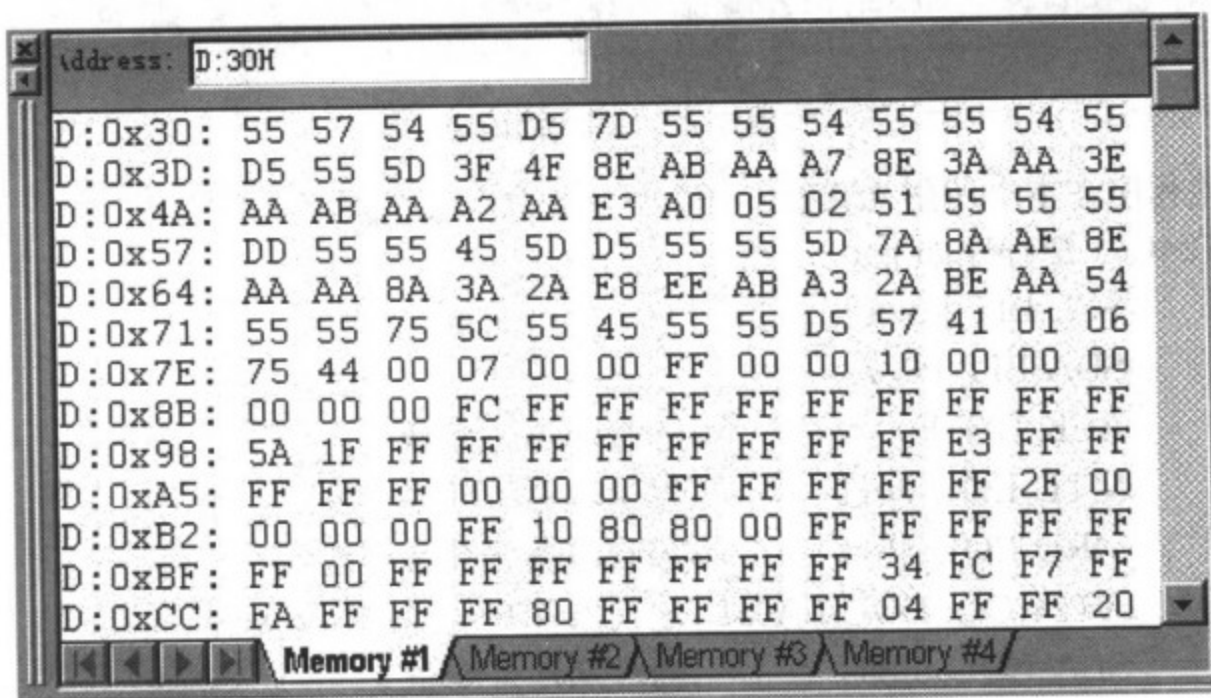 Address: D:30H
D:0x30: 55 57 54 55 D5 7D 55 55 54 55 55 54 55
D:0x3D: D5 55 5D 3F 4F 8E AB AA A7 8E 3A AA 3E
D:0x4A: AA AB AA A2 AA E3 A0 05 02 51 55 55 55
D:0x57: DD 55 55 45 5D D5 55 55 5D 7A 8A AE 8E
D:0x64: AA AA 8A 3A 2A E8 EE AB A3 2A BE AA 54
D:0x71: 55 55 75 5C 55 45 55 55 D5 57 41 01 06
D:0x7E: 75 44 00 07 00 00 FF 00 00 10 00 00 00
D:0x8B: 00 00 00 FC FF FF FF FF FF FF FF FF FF
D:0x98: 5A 1F FF FF FF FF FF FF FF FF E3 FF FF
D:0xA5: FF FF FF 00 00 00 FF FF FF FF FF 2F 00
D:0xB2: 00 00 00 FF 10 80 80 00 FF FF FF FF FF
D:0xBF: FF 00 FF FF FF FF FF FF FF 34 FC F7 FF
D:0xCC: FA FF FF FF 80 FF FF FF FF 04 FF FF 20
Memory #1 Memory #2 Memory #3 Memory #4